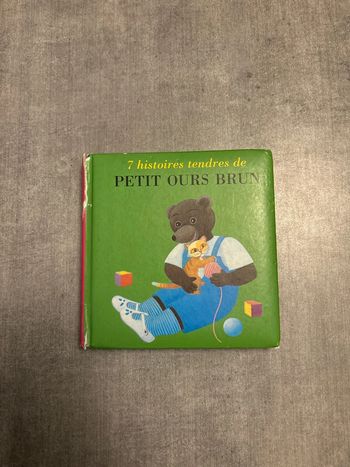 7 histoires tendres de
PETIT OURS BRUN